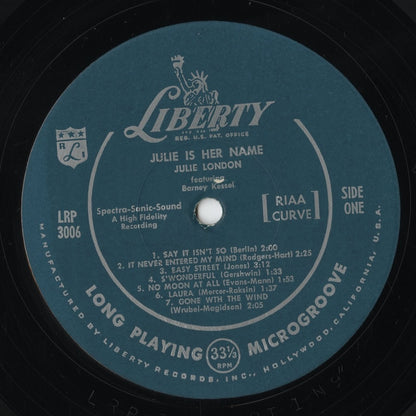 LIBERTY
REG. U.S. PAT. OFFICE
JULIE IS HER NAME
JULIE LONDON
featuring
Barney Kessel
Spectra-Sonic-Sound
A High Fidelity
Recording
[ RIAA
CURVE ]
SIDE
ONE
LRP
3006
1. SAY IT ISN'T SO (Berlin) 2:00
2. IT NEVER ENTERED MY MIND (Rodgers-Hart) 2:25
3. EASY STREET (Jones) 3:12
4. S'WONDERFUL (Gershwin) 1:33
5. NO MOON AT ALL (Evans-Mann) 1:53
6. LAURA (Mercer-Raksin) 1:37
7. GONE WTH THE WIND
(Wrubel-Magidson) 2:05
LONG PLAYING 33⅓ RPM MICROGROOVE
MANUFACTURED BY LIBERTY RECORDS, INC., HOLLYWOOD, CALIFORNIA, U.S.A.